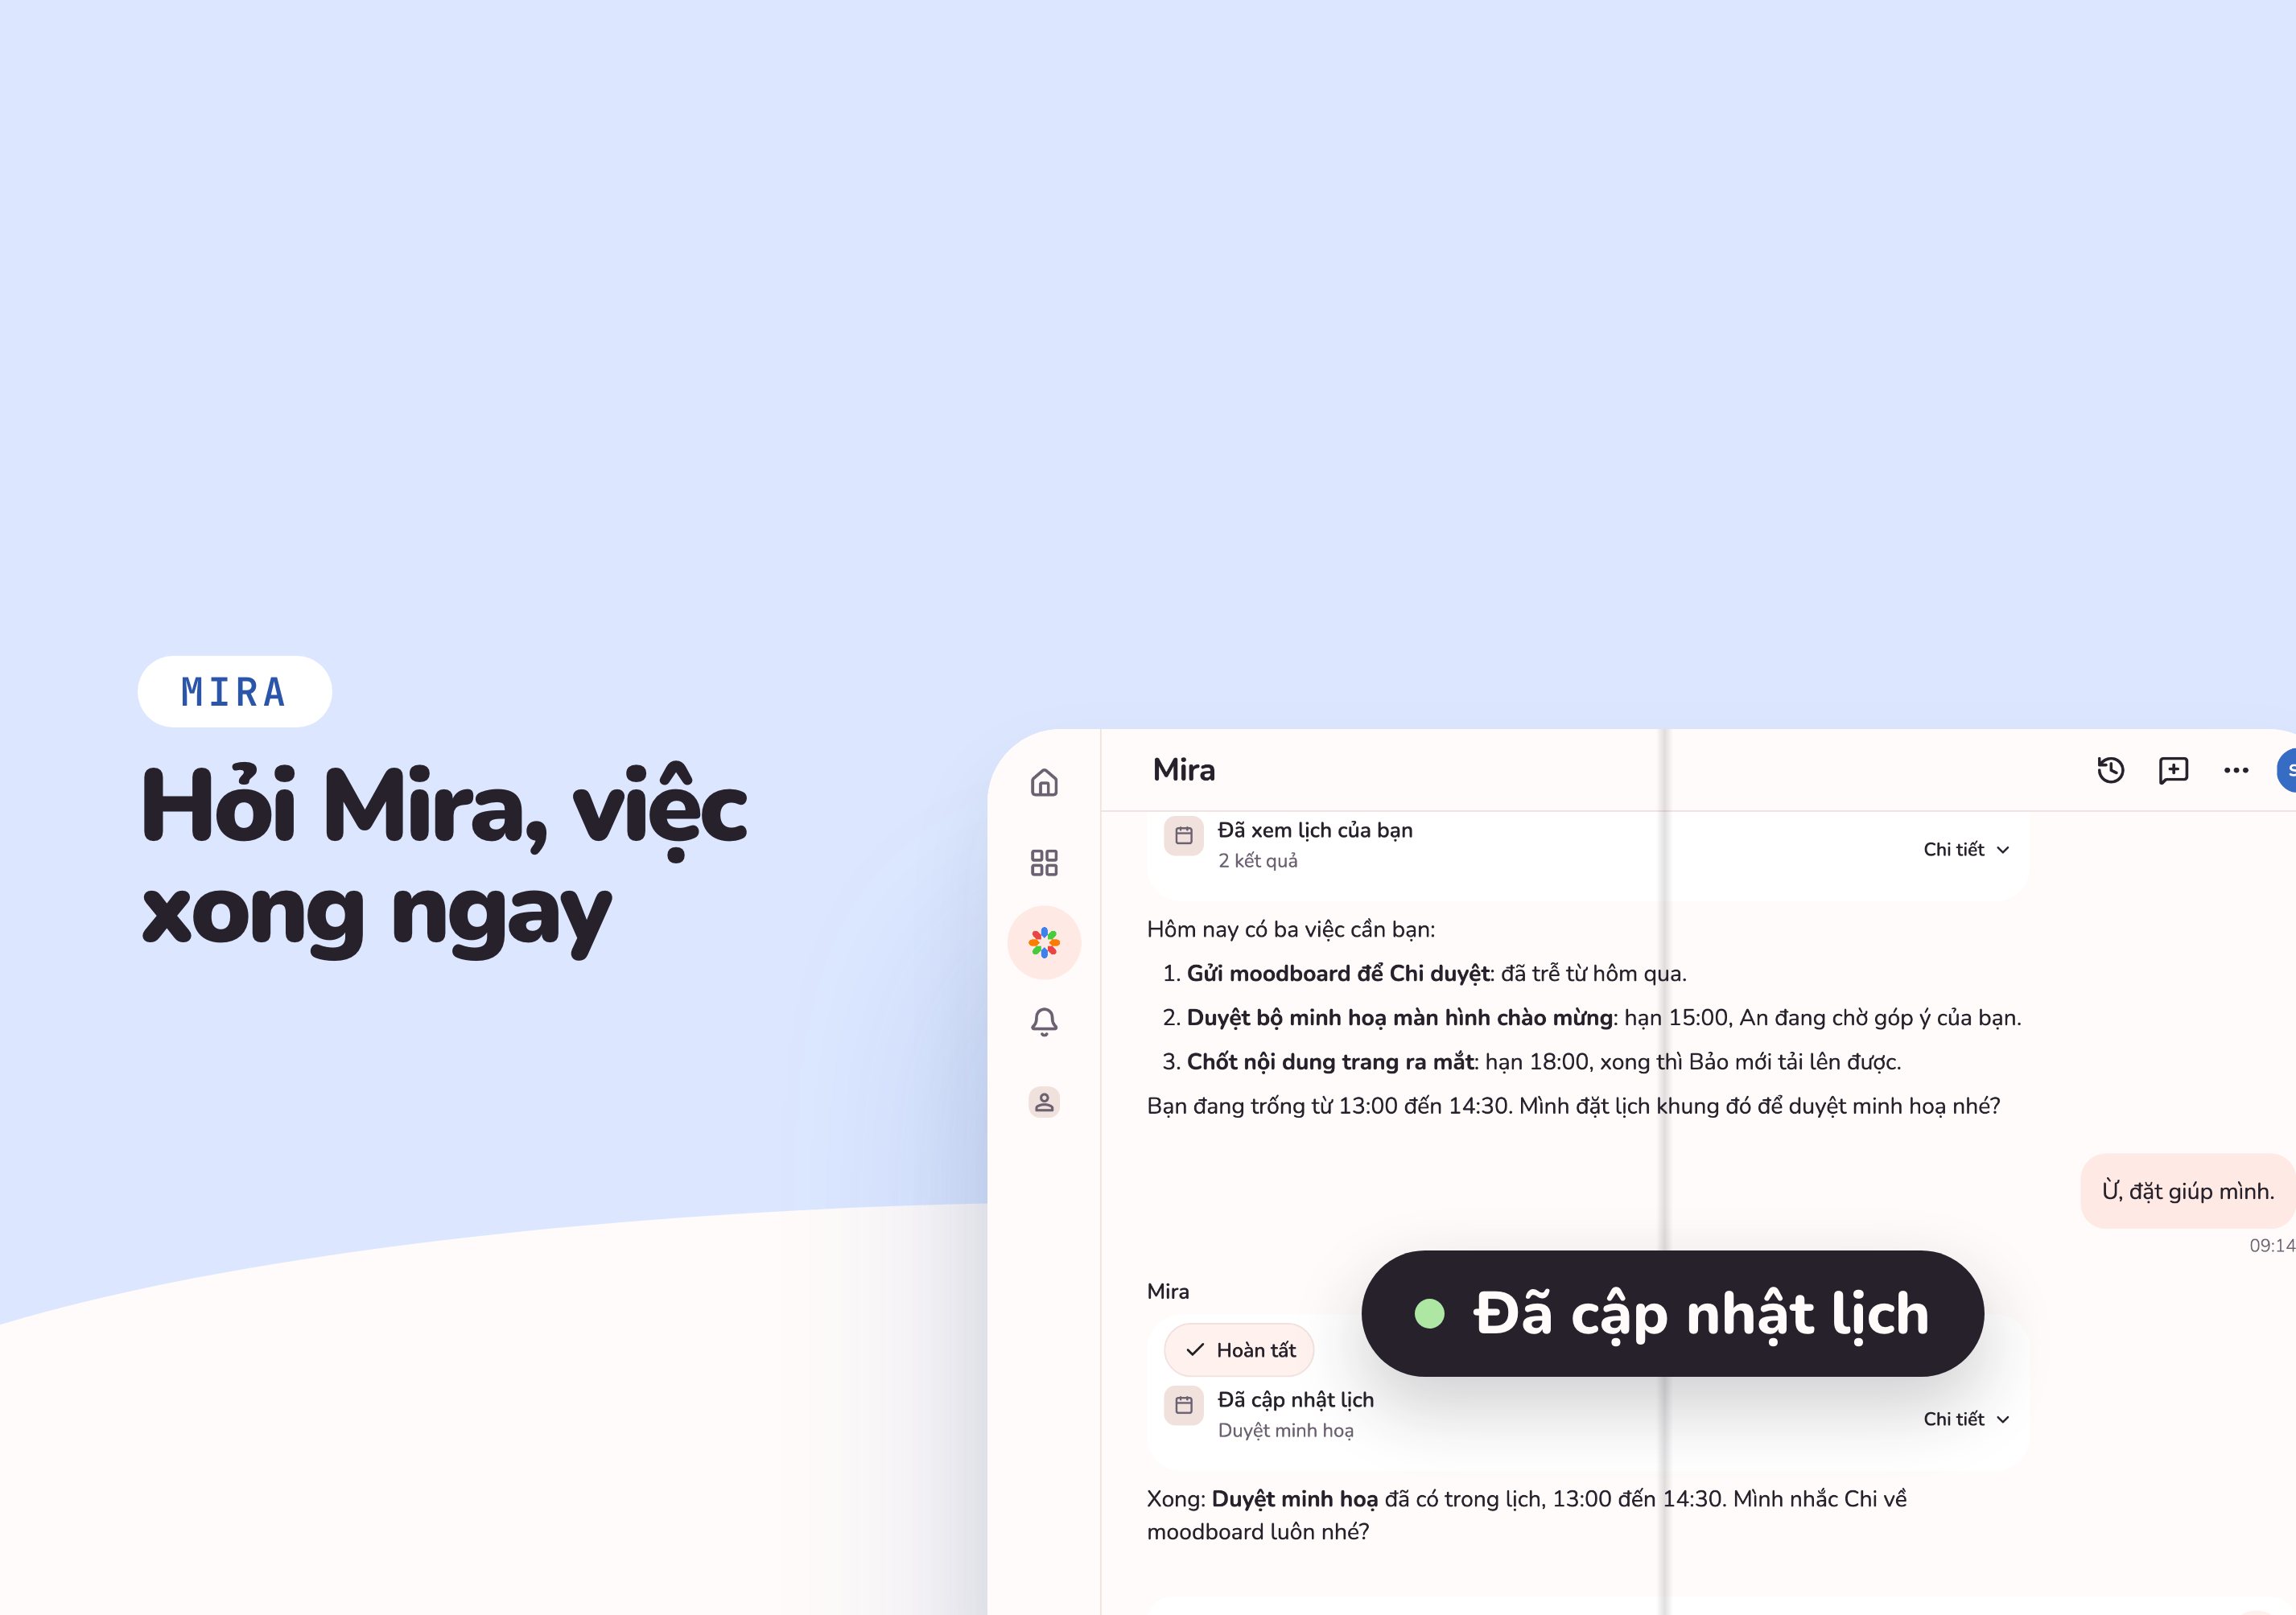 MIRA
Hỏi Mira, việc
xong ngay
Mira
Đã xem lịch của bạn
2 kết quả
Chi tiết
Hôm nay có ba việc cần bạn:
1. Gửi moodboard để Chi duyệt: đã trễ từ hôm qua.
2. Duyệt bộ minh hoạ màn hình chào mừng: hạn 15:00, An đang chờ góp ý của bạn.
3. Chốt nội dung trang ra mắt: hạn 18:00, xong thì Bảo mới tải lên được.
Bạn đang trống từ 13:00 đến 14:30. Mình đặt lịch khung đó để duyệt minh hoạ nhé?
Ừ, đặt giúp mình.
09:14
Mira
Đã cập nhật lịch
Hoàn tất
Đã cập nhật lịch
Duyệt minh hoạ
Chi tiết
Xong: Duyệt minh hoạ đã có trong lịch, 13:00 đến 14:30. Mình nhắc Chi về
moodboard luôn nhé?